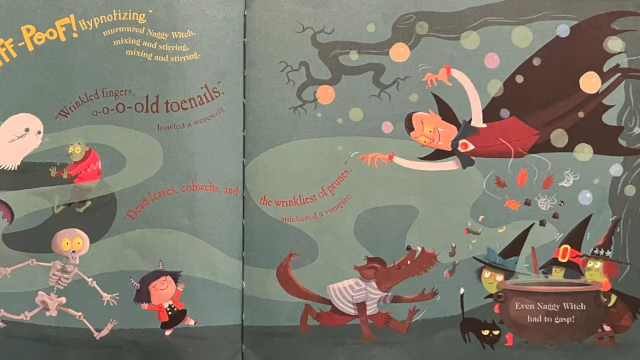 ff-PooF! Hypnotizing,"
murmured Naggy Witch,
mixing and stirring,
mixing and stirring.
"Wrinkled fingers,
o-o-o-old toenails,"
howled a werewolf.
"Dead leaves, cobwebs, and
the wrinkliest of prunes,"
snickered a vampire.
Even Naggy Witch
had to gasp!